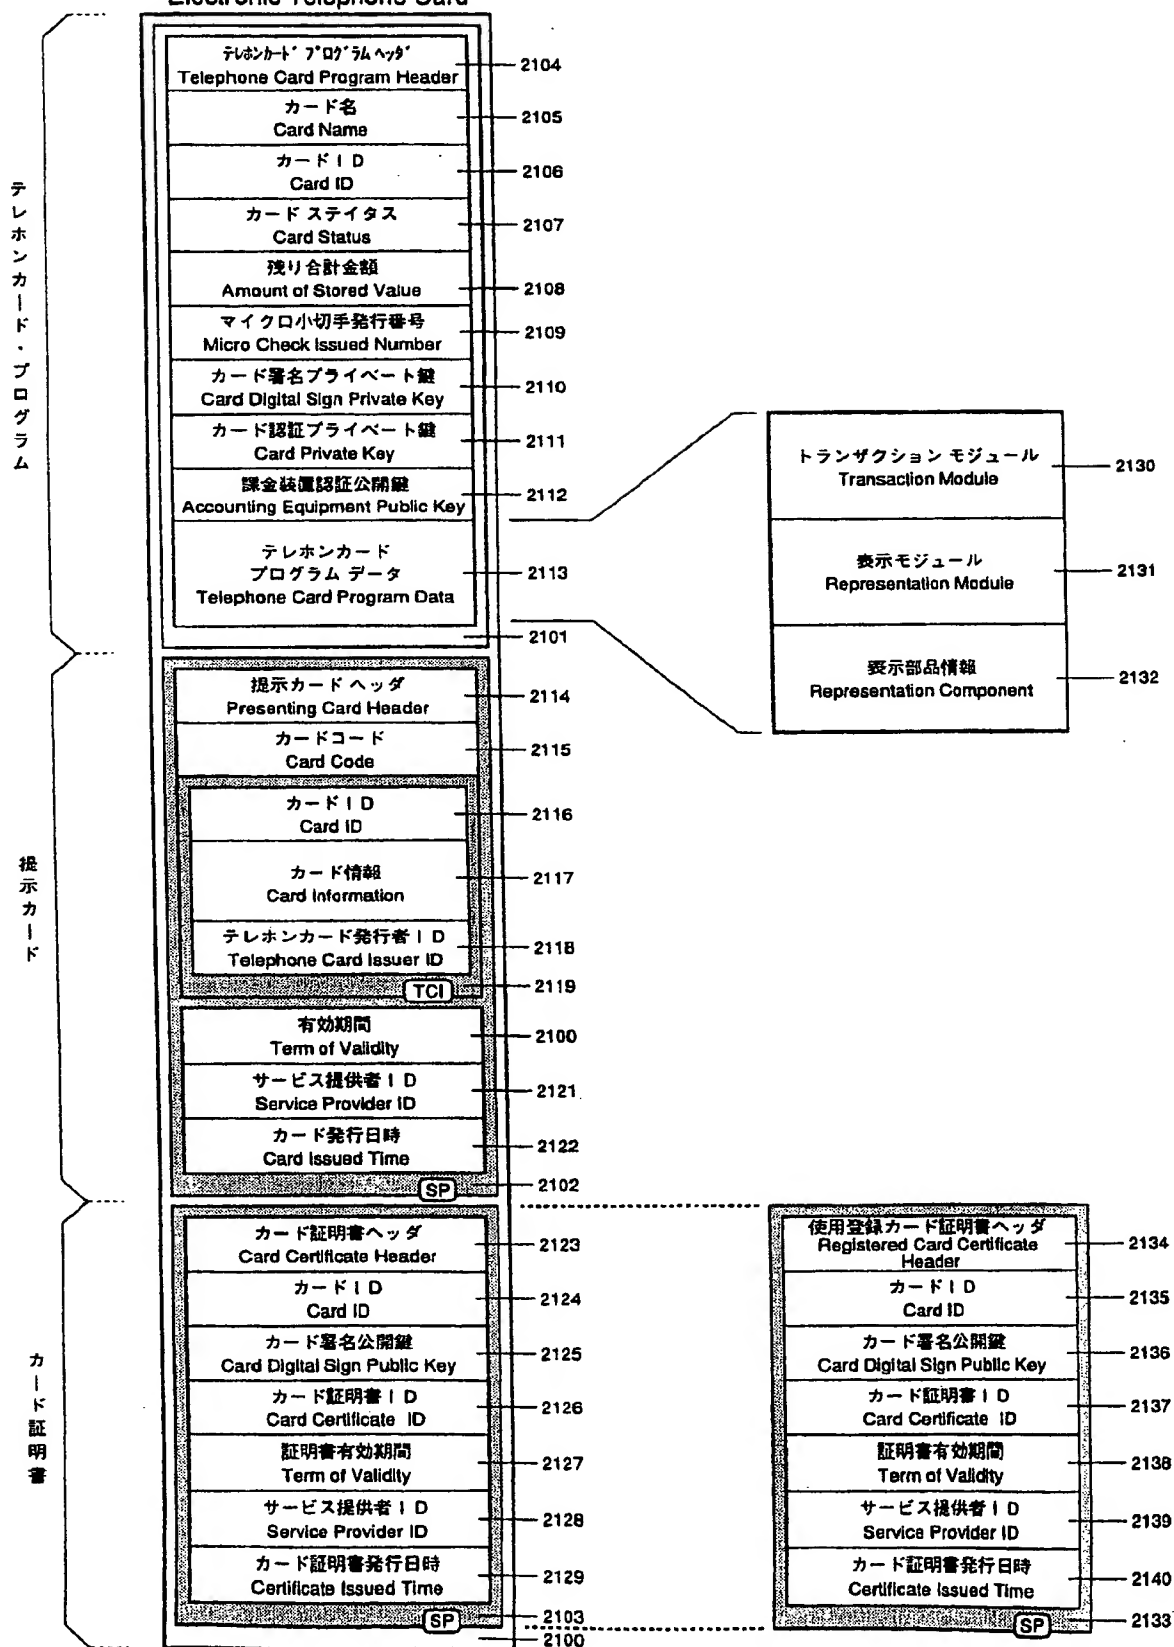 Electronic Telephone Card
テレホンカード・プログラム
テレホンカード プログラム ヘッダ
Telephone Card Program Header
2104
カード名
Card Name
2105
カードID
Card ID
2106
カード ステイタス
Card Status
2107
残り合計金額
Amount of Stored Value
2108
マイクロ小切手発行番号
Micro Check Issued Number
2109
カード署名プライベート鍵
Card Digital Sign Private Key
2110
カード認証プライベート鍵
Card Private Key
2111
課金装置認証公開鍵
Accounting Equipment Public Key
2112
テレホンカード
プログラム データ
Telephone Card Program Data
2113
2101
トランザクション モジュール
Transaction Module
2130
表示モジュール
Representation Module
2131
表示部品情報
Representation Component
2132
提示カード
提示カード ヘッダ
Presenting Card Header
2114
カードコード
Card Code
2115
カードID
Card ID
2116
カード情報
Card Information
2117
テレホンカード発行者ID
Telephone Card Issuer ID
2118
TCI
2119
有効期間
Term of Validity
2100
サービス提供者ID
Service Provider ID
2121
カード発行日時
Card Issued Time
2122
SP
2102
カード証明書
カード証明書ヘッダ
Card Certificate Header
2123
カードID
Card ID
2124
カード署名公開鍵
Card Digital Sign Public Key
2125
カード証明書ID
Card Certificate ID
2126
証明書有効期間
Term of Validity
2127
サービス提供者ID
Service Provider ID
2128
カード証明書発行日時
Certificate Issued Time
2129
SP
2103
2100
使用登録カード証明書ヘッダ
Registered Card Certificate
Header
2134
カードID
Card ID
2135
カード署名公開鍵
Card Digital Sign Public Key
2136
カード証明書ID
Card Certificate ID
2137
証明書有効期間
Term of Validity
2138
サービス提供者ID
Service Provider ID
2139
カード証明書発行日時
Certificate Issued Time
2140
SP
2133